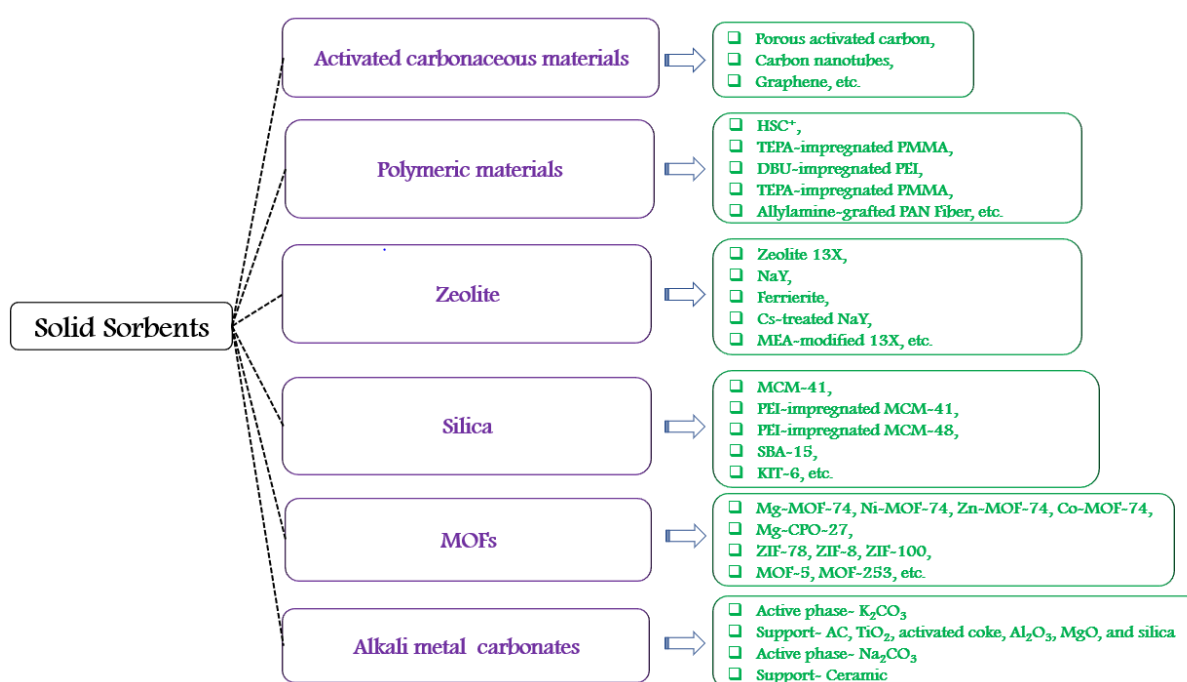 Solid Sorbents
Activated carbonaceous materials
Porous activated carbon,
Carbon nanotubes,
Graphene, etc.
Polymeric materials
HSC⁺,
TEPA-impregnated PMMA,
DBU-impregnated PEI,
TEPA-impregnated PMMA,
Allylamine-grafted PAN Fiber, etc.
Zeolite
Zeolite 13X,
NaY,
Ferrierite,
Cs-treated NaY,
MEA-modified 13X, etc.
Silica
MCM-41,
PEI-impregnated MCM-41,
PEI-impregnated MCM-48,
SBA-15,
KIT-6, etc.
MOFs
Mg-MOF-74, Ni-MOF-74, Zn-MOF-74, Co-MOF-74,
Mg-CPO-27,
ZIF-78, ZIF-8, ZIF-100,
MOF-5, MOF-253, etc.
Alkali metal carbonates
Active phase- K₂CO₃
Support- AC, TiO₂, activated coke, Al₂O₃, MgO, and silica
Active phase- Na₂CO₃
Support- Ceramic